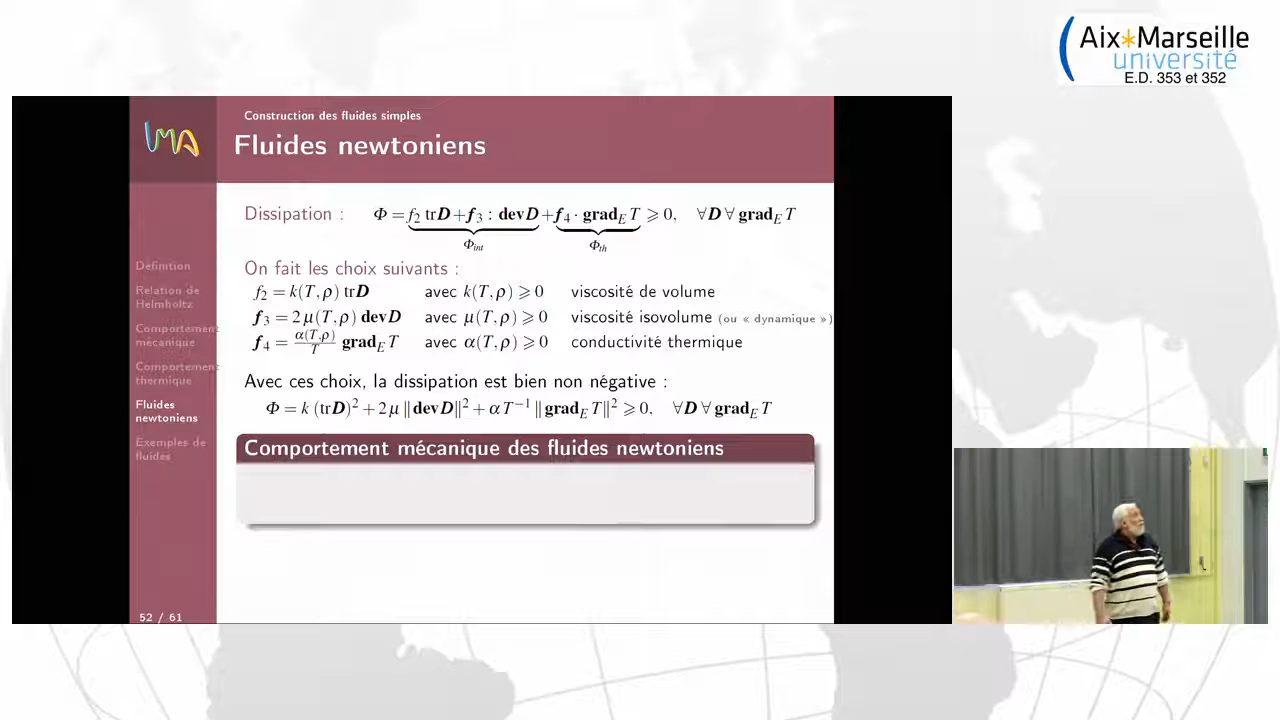 Aix*Marseille
université
E.D. 353 et 352
LMA
Construction des fluides simples
Fluides newtoniens
Définition
Relation de
Helmholtz
Comportement
mécanique
Comportement
thermique
Fluides
newtoniens
Exemples de
fluides
52 / 61
Dissipation : Φ = f₂ trD + f₃ : devD + f₄ · grad_E T ⩾ 0, ∀D ∀ grad_E T
Φ_int Φ_th
On fait les choix suivants :
f₂ = k(T,ρ) trD avec k(T,ρ) ⩾ 0 viscosité de volume
f₃ = 2 μ(T,ρ) devD avec μ(T,ρ) ⩾ 0 viscosité isovolume (ou « dynamique »)
f₄ = α(T,ρ)/T grad_E T avec α(T,ρ) ⩾ 0 conductivité thermique
Avec ces choix, la dissipation est bien non négative :
Φ = k (trD)² + 2 μ ‖devD‖² + α T⁻¹ ‖grad_E T‖² ⩾ 0, ∀D ∀ grad_E T
Comportement mécanique des fluides newtoniens